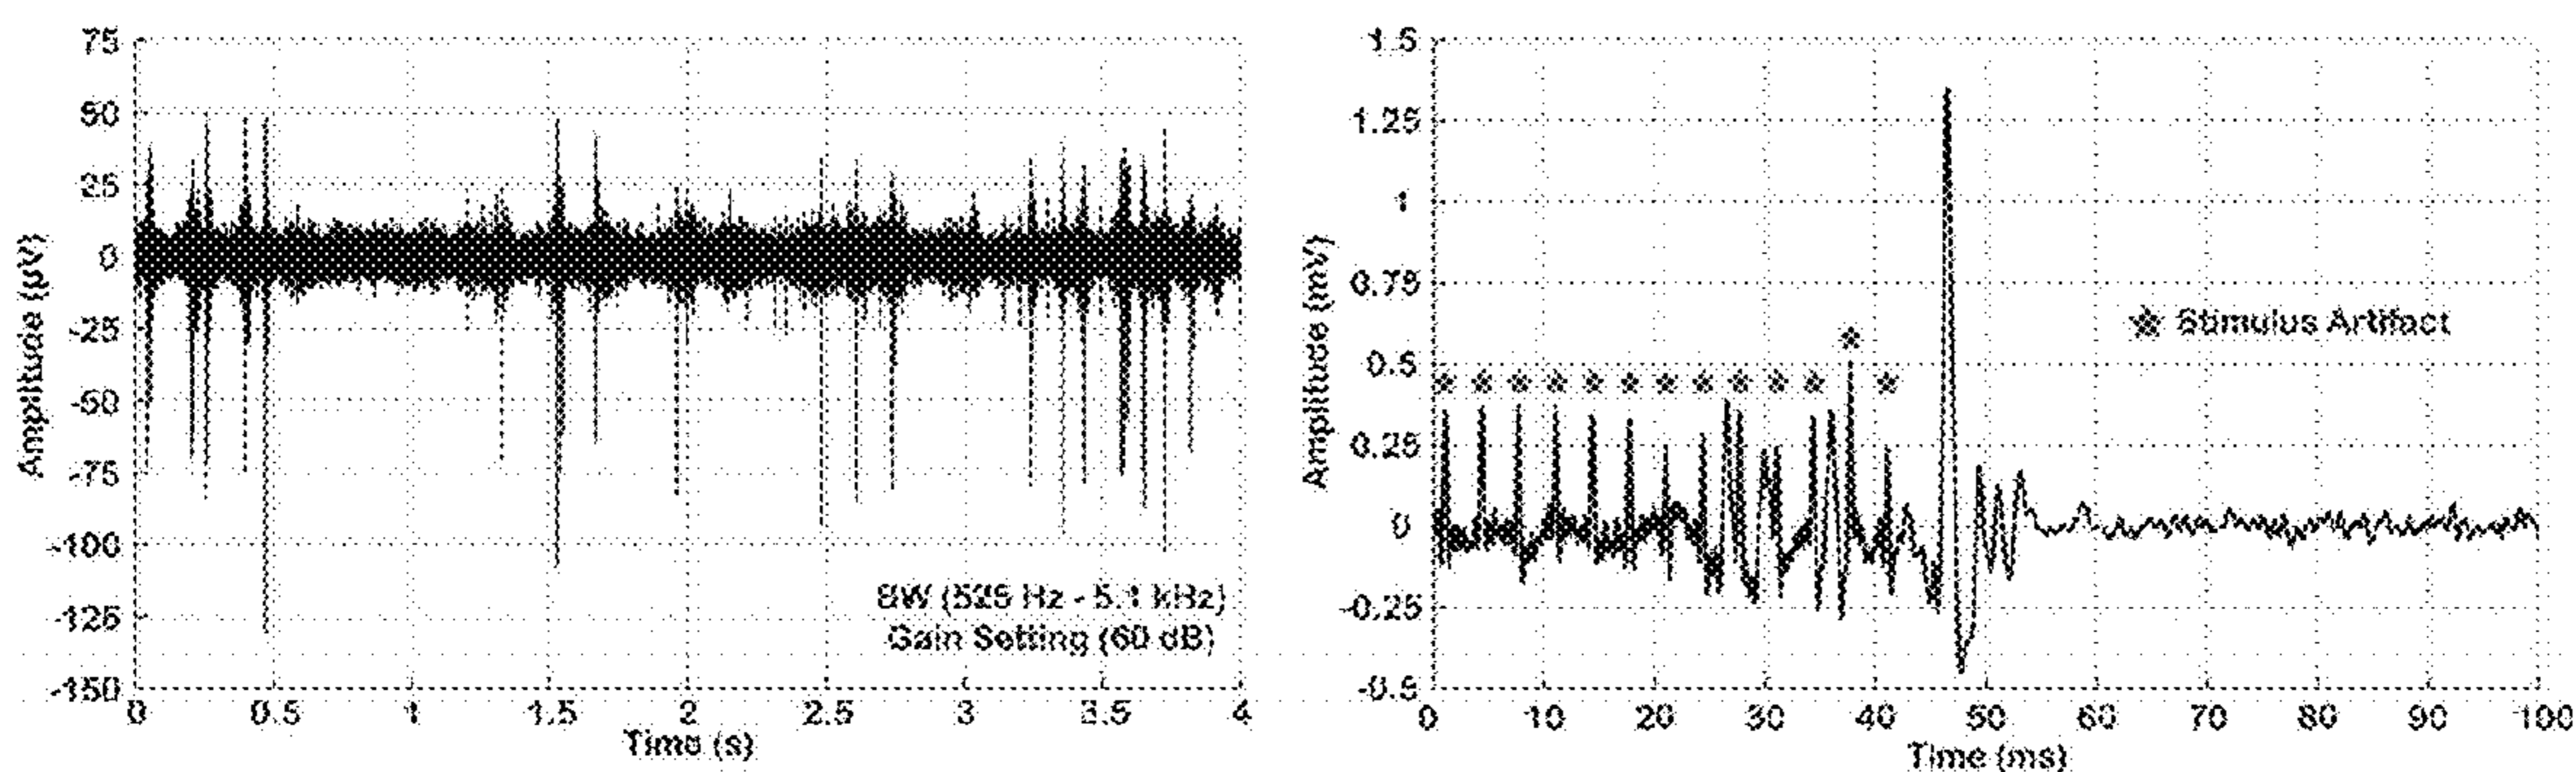 75
50
25
0
-25
-50
-75
-100
-125
-150
Amplitude (µV)
0 0.5 1 1.5 2 2.5 3 3.5 4
Time (s)
BW (525 Hz - 5.1 kHz)
Gain Setting (60 dB)
1.5
1.25
1
0.75
0.5
0.25
0
-0.25
-0.5
Amplitude (mV)
0 10 20 30 40 50 60 70 80 90 100
Time (ms)
Stimulus Artifact